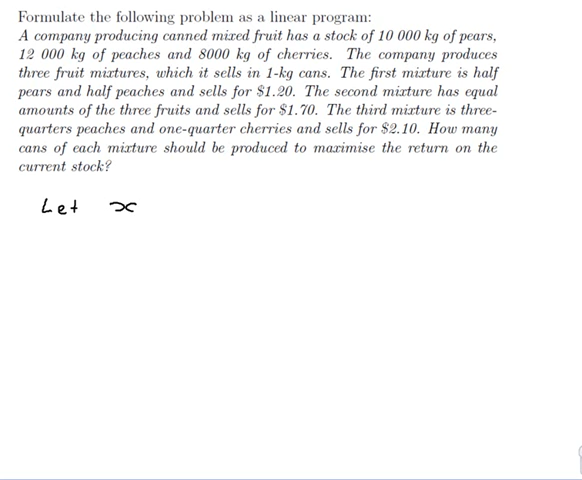 Formulate the following problem as a linear program:
A company producing canned mixed fruit has a stock of 10 000 kg of pears,
12 000 kg of peaches and 8000 kg of cherries. The company produces
three fruit mixtures, which it sells in 1-kg cans. The first mixture is half
pears and half peaches and sells for $1.20. The second mixture has equal
amounts of the three fruits and sells for $1.70. The third mixture is three-
quarters peaches and one-quarter cherries and sells for $2.10. How many
cans of each mixture should be produced to maximise the return on the
current stock?
Let x